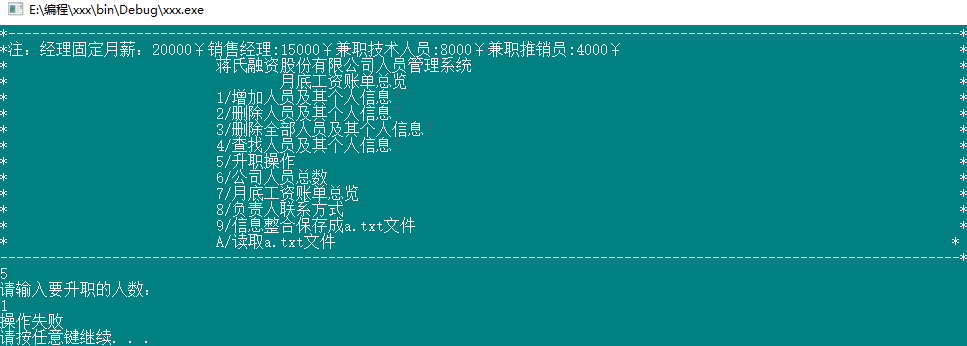 E:\编程\xxx\bin\Debug\xxx.exe
*------------------------------------------------------------------------------------------------------------------------*
*注：经理固定月薪：20000￥销售经理:15000￥兼职技术人员:8000￥兼职推销员:4000￥ *
* 蒋氏融资股份有限公司人员管理系统 *
* 月底工资账单总览 *
* 1/增加人员及其个人信息 *
* 2/删除人员及其个人信息 *
* 3/删除全部人员及其个人信息 *
* 4/查找人员及其个人信息 *
* 5/升职操作 *
* 6/公司人员总数 *
* 7/月底工资账单总览 *
* 8/负责人联系方式 *
* 9/信息整合保存成a.txt文件 *
* A/读取a.txt文件 *
------------------------------------------------------------------------------------------------------------------------*
5
请输入要升职的人数：
1
操作失败
请按任意键继续. . .